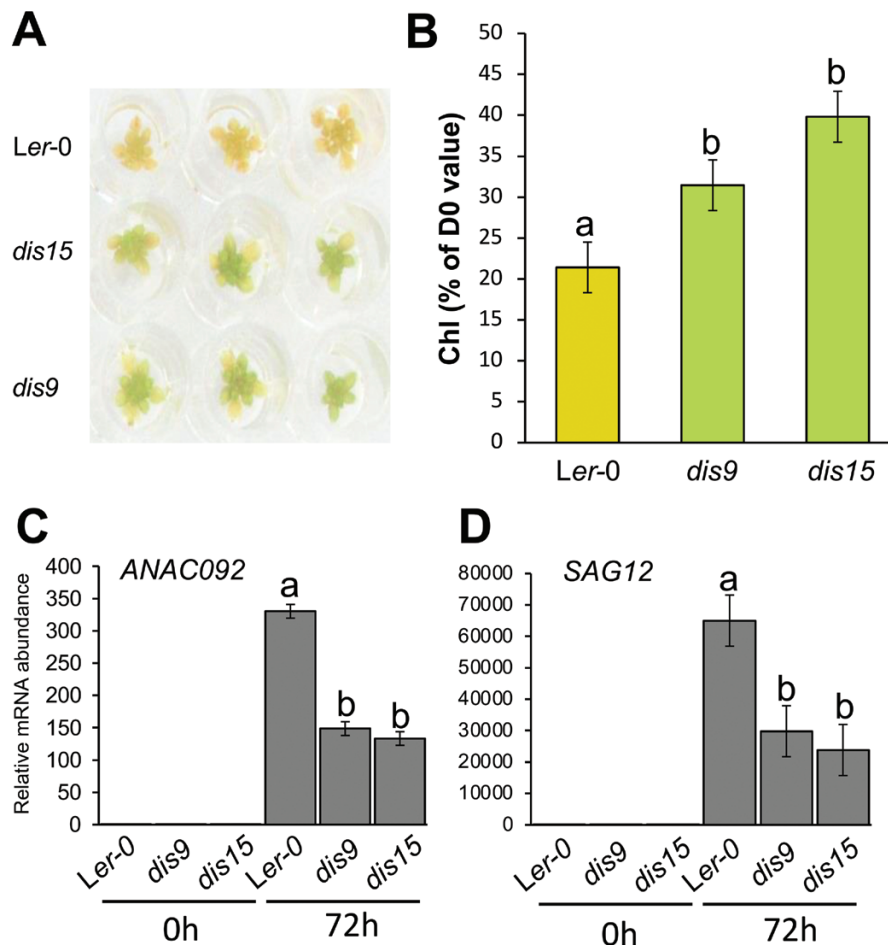 A
Ler-0
dis15
dis9
B
Chl (% of D0 value)
50
45
40
35
30
25
20
15
10
5
0
a
b
b
Ler-0 dis9 dis15
C
ANAC092
Relative mRNA abundance
400
350
300
250
200
150
100
50
0
a
b
b
Ler-0 dis9 dis15 Ler-0 dis9 dis15
0h 72h
D
SAG12
80000
70000
60000
50000
40000
30000
20000
10000
0
a
b
b
Ler-0 dis9 dis15 Ler-0 dis9 dis15
0h 72h